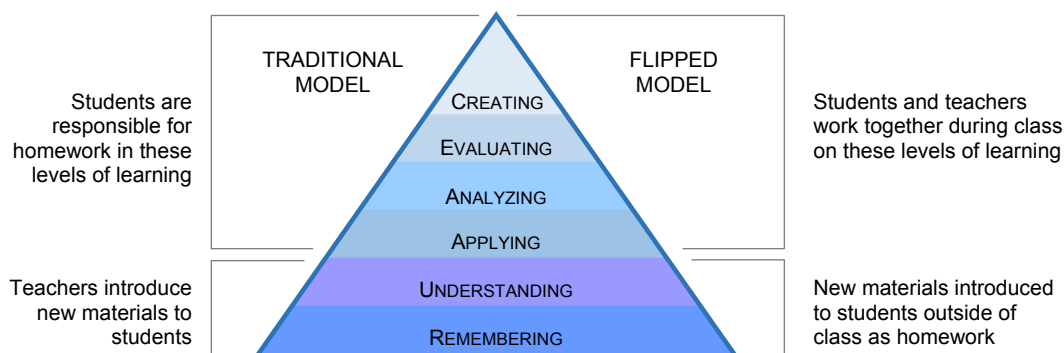 TRADITIONAL
MODEL
FLIPPED
MODEL
Students are
responsible for
homework in these
levels of learning
CREATING
EVALUATING
ANALYZING
APPLYING
Students and teachers
work together during class
on these levels of learning
Teachers introduce
new materials to
students
UNDERSTANDING
REMEMBERING
New materials introduced
to students outside of
class as homework